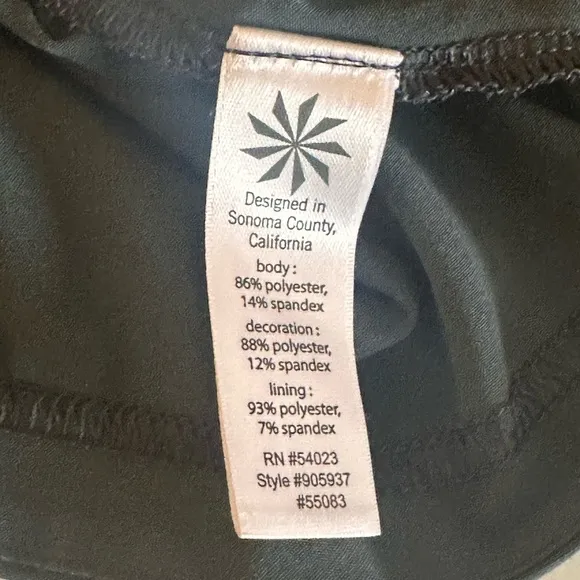 Designed in
Sonoma County,
California
body:
86% polyester,
14% spandex
decoration:
88% polyester,
12% spandex
lining:
93% polyester,
7% spandex
RN #54023
Style #905937
#55083